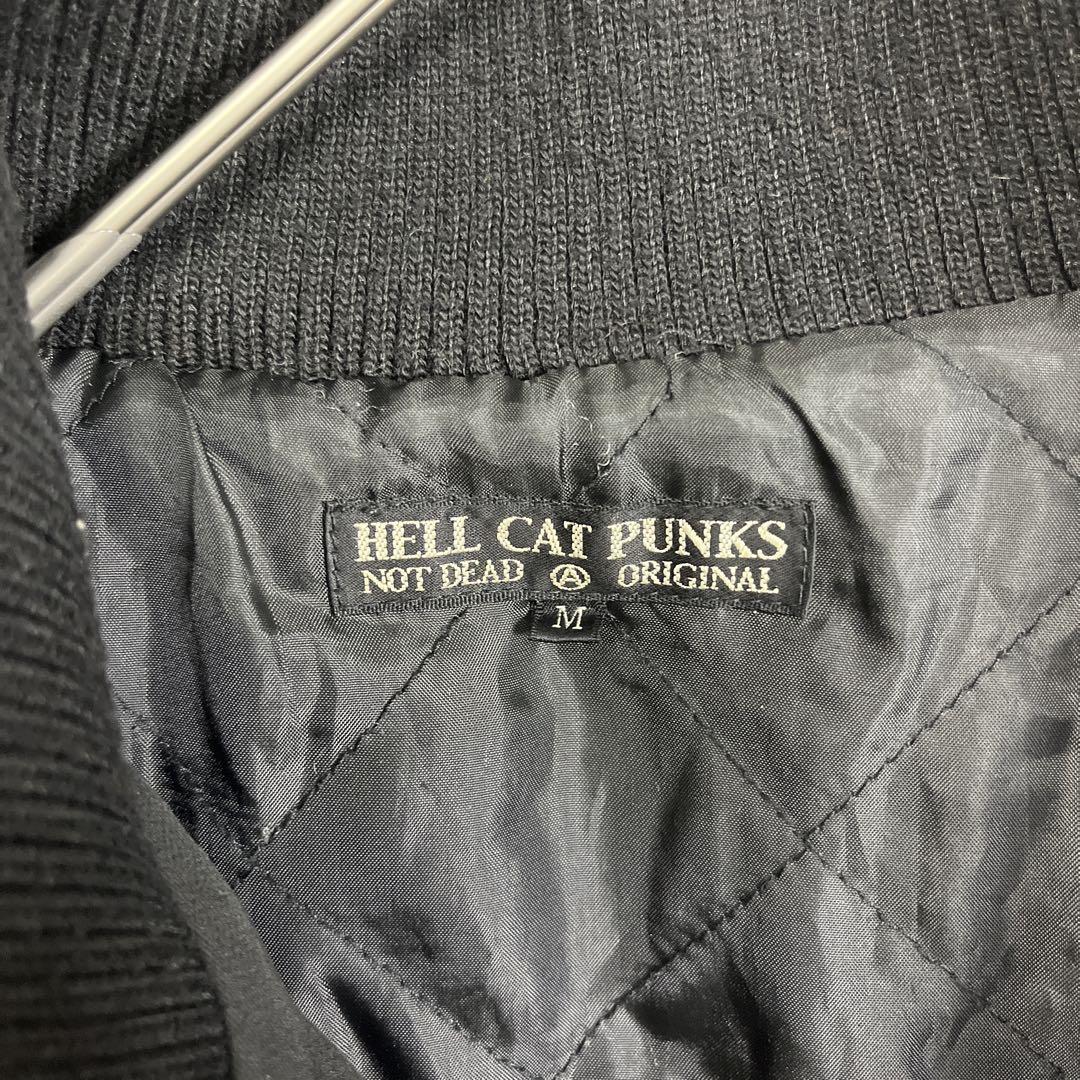 HELL CAT PUNKS
NOT DEAD Ⓐ ORIGINAL
M